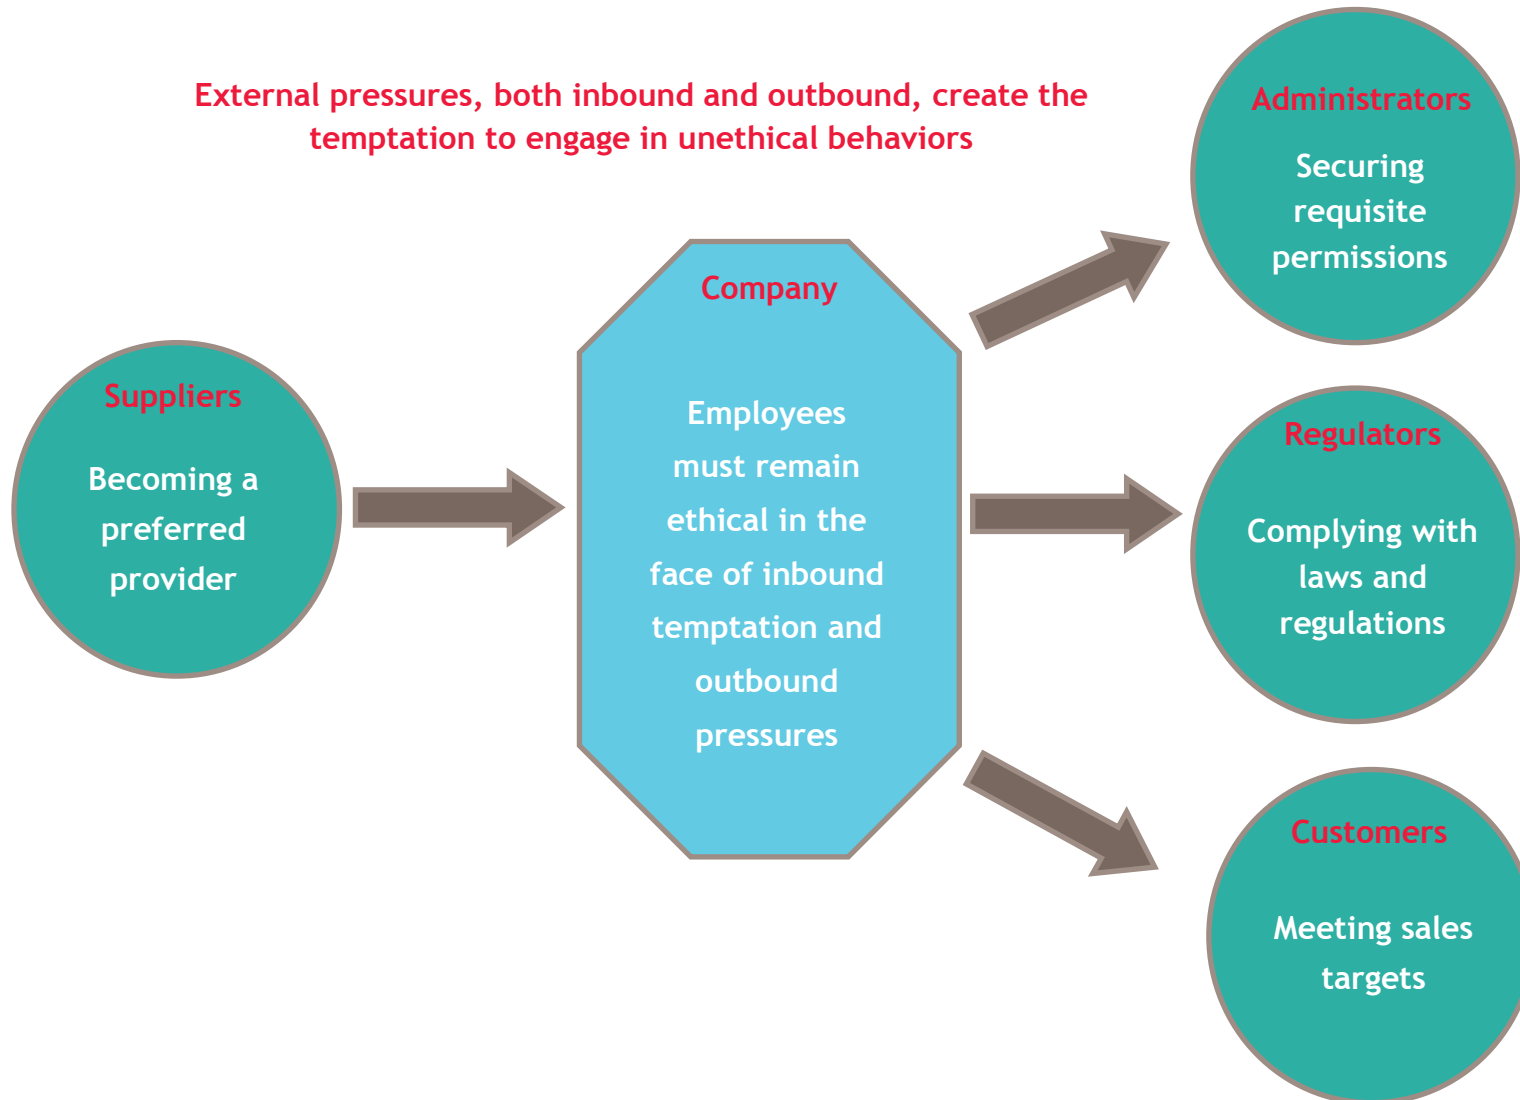 External pressures, both inbound and outbound, create the
temptation to engage in unethical behaviors
Suppliers
Becoming a
preferred
provider
Company
Employees
must remain
ethical in the
face of inbound
temptation and
outbound
pressures
Administrators
Securing
requisite
permissions
Regulators
Complying with
laws and
regulations
Customers
Meeting sales
targets